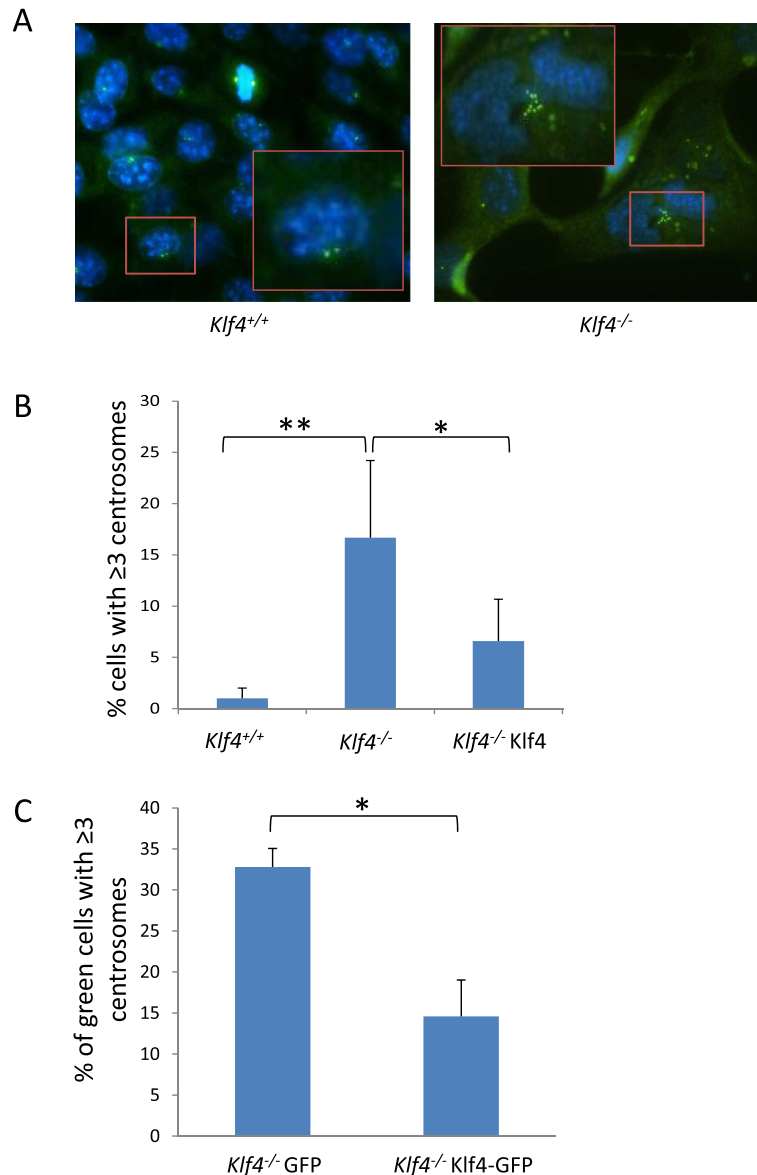 A
Klf4+/+
Klf4-/-
B
% cells with ≥3 centrosomes
30
25
20
15
10
5
0
**
*
Klf4+/+
Klf4-/-
Klf4-/- Klf4
C
% of green cells with ≥3
centrosomes
40
35
30
25
20
15
10
5
0
*
Klf4-/- GFP
Klf4-/- Klf4-GFP